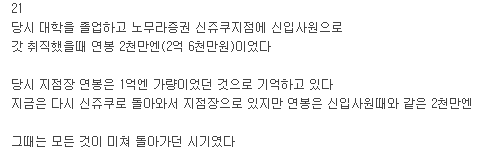 21
당시 대학을 졸업하고 노무라증권 신쥬쿠지점에 신입사원으로
갓 취직했을때 연봉 2천만엔(2억 6천만원)이었다
당시 지점장 연봉은 1억엔 가량이었던 것으로 기억하고 있다
지금은 다시 신쥬쿠로 돌아와서 지점장으로 있지만 연봉은 신입사원때와 같은 2천만엔
그때는 모든 것이 미쳐 돌아가던 시기였다